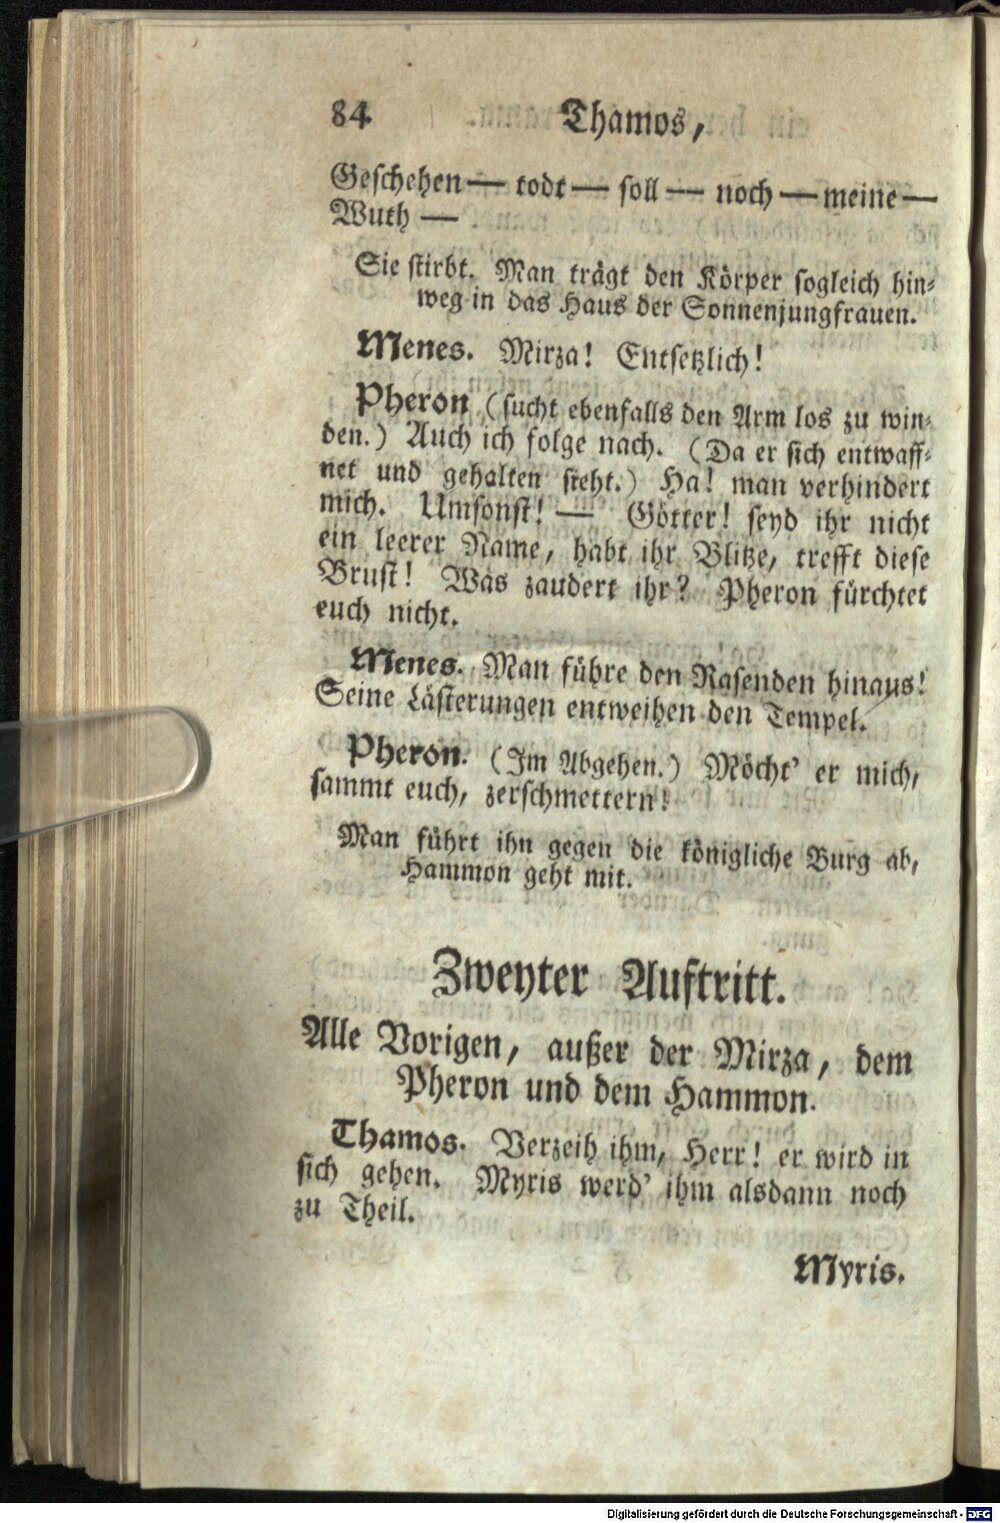 84 Thamos,
Geschehen — todt — soll — noch — meine —
Wuth —
Sie stirbt. Man trägt den Körper sogleich hin-
weg in das Haus der Sonnenjungfrauen.
Menes. Mirza! Entsetzlich!
Pheron (sucht ebenfalls den Arm los zu win-
den.) Auch ich folge nach. (Da er sich entwaff-
net und gehalten steht.) Ha! man verhindert
mich. Umsonst! — Götter! seyd ihr nicht
ein leerer Name, habt ihr Blitze, trefft diese
Brust! Was zaudert ihr? Pheron fürchtet
euch nicht.
Menes. Man führe den Rasenden hinaus!
Seine Lästerungen entweihen den Tempel.
Pheron. (Im Abgehen.) Möcht' er mich,
sammt euch, zerschmettern!
Man führt ihn gegen die königliche Burg ab,
Hammon geht mit.
Zweyter Auftritt.
Alle Vorigen, außer der Mirza, dem
Pheron und dem Hammon.
Thamos. Verzeih ihm, Herr! er wird in
sich gehen. Myris werd' ihm alsdann noch
zu Theil.
Myris.
Digitalisierung gefördert durch die Deutsche Forschungsgemeinschaft - DFG